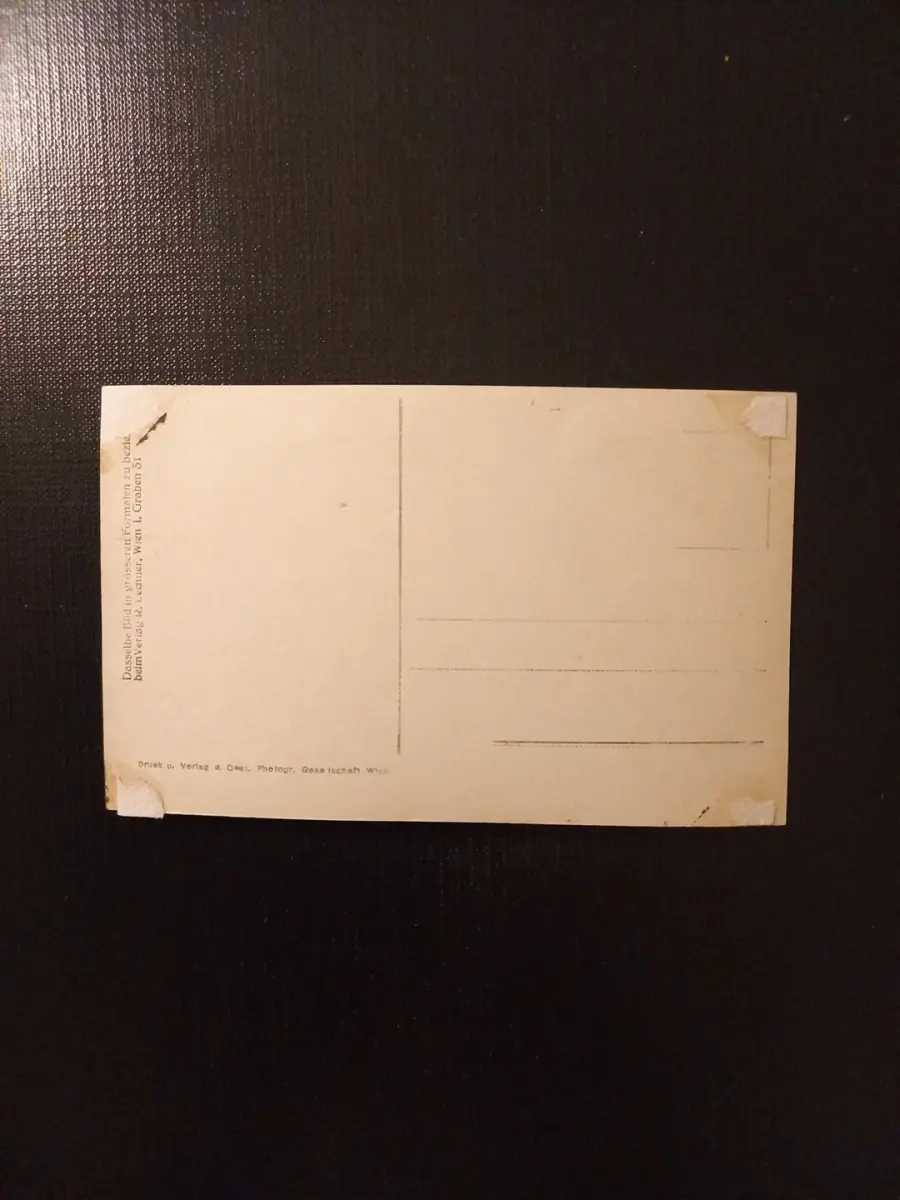 Dasselbe Bild in grösseren Formaten zu bezie
beim Verlag R. Lechner, Wien I. Graben 31
Druck u. Verlag d. Oest. Photogr. Gesellschaft Wien